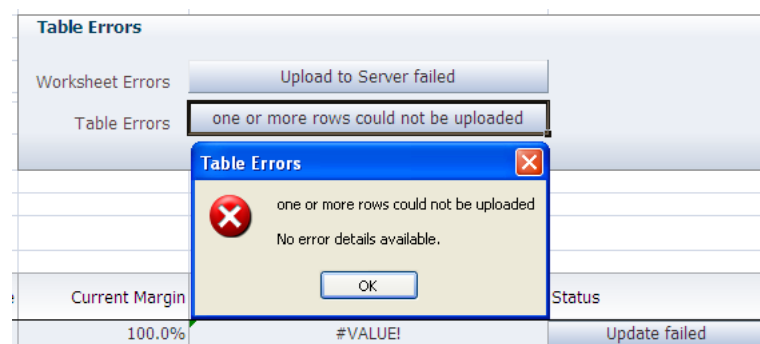 Table Errors
Worksheet Errors
Upload to Server failed
Table Errors
one or more rows could not be uploaded
Table Errors
one or more rows could not be uploaded
No error details available.
OK
Current Margin
Status
100.0%
#VALUE!
Update failed